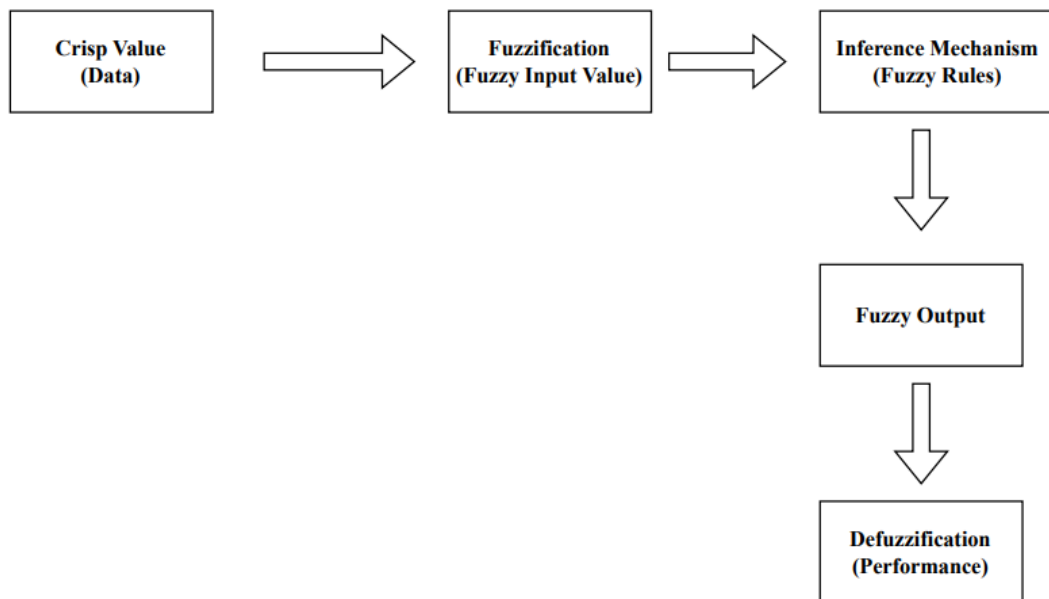 Crisp Value
(Data)
Fuzzification
(Fuzzy Input Value)
Inference Mechanism
(Fuzzy Rules)
Fuzzy Output
Defuzzification
(Performance)